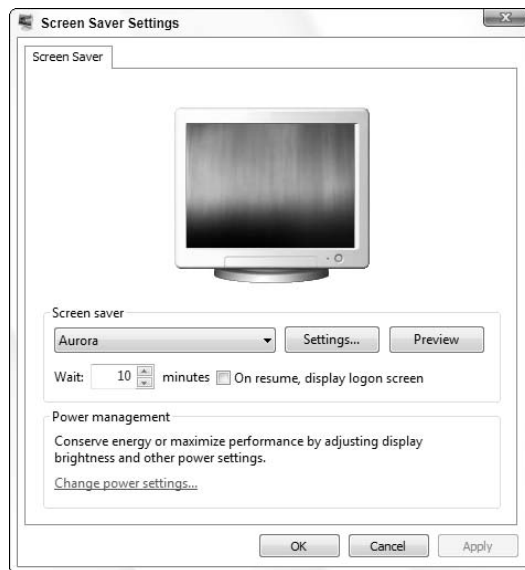 Screen Saver Settings
Screen Saver
Screen saver
Aurora
Settings...
Preview
Wait: 10 minutes On resume, display logon screen
Power management
Conserve energy or maximize performance by adjusting display
brightness and other power settings.
Change power settings...
OK Cancel Apply